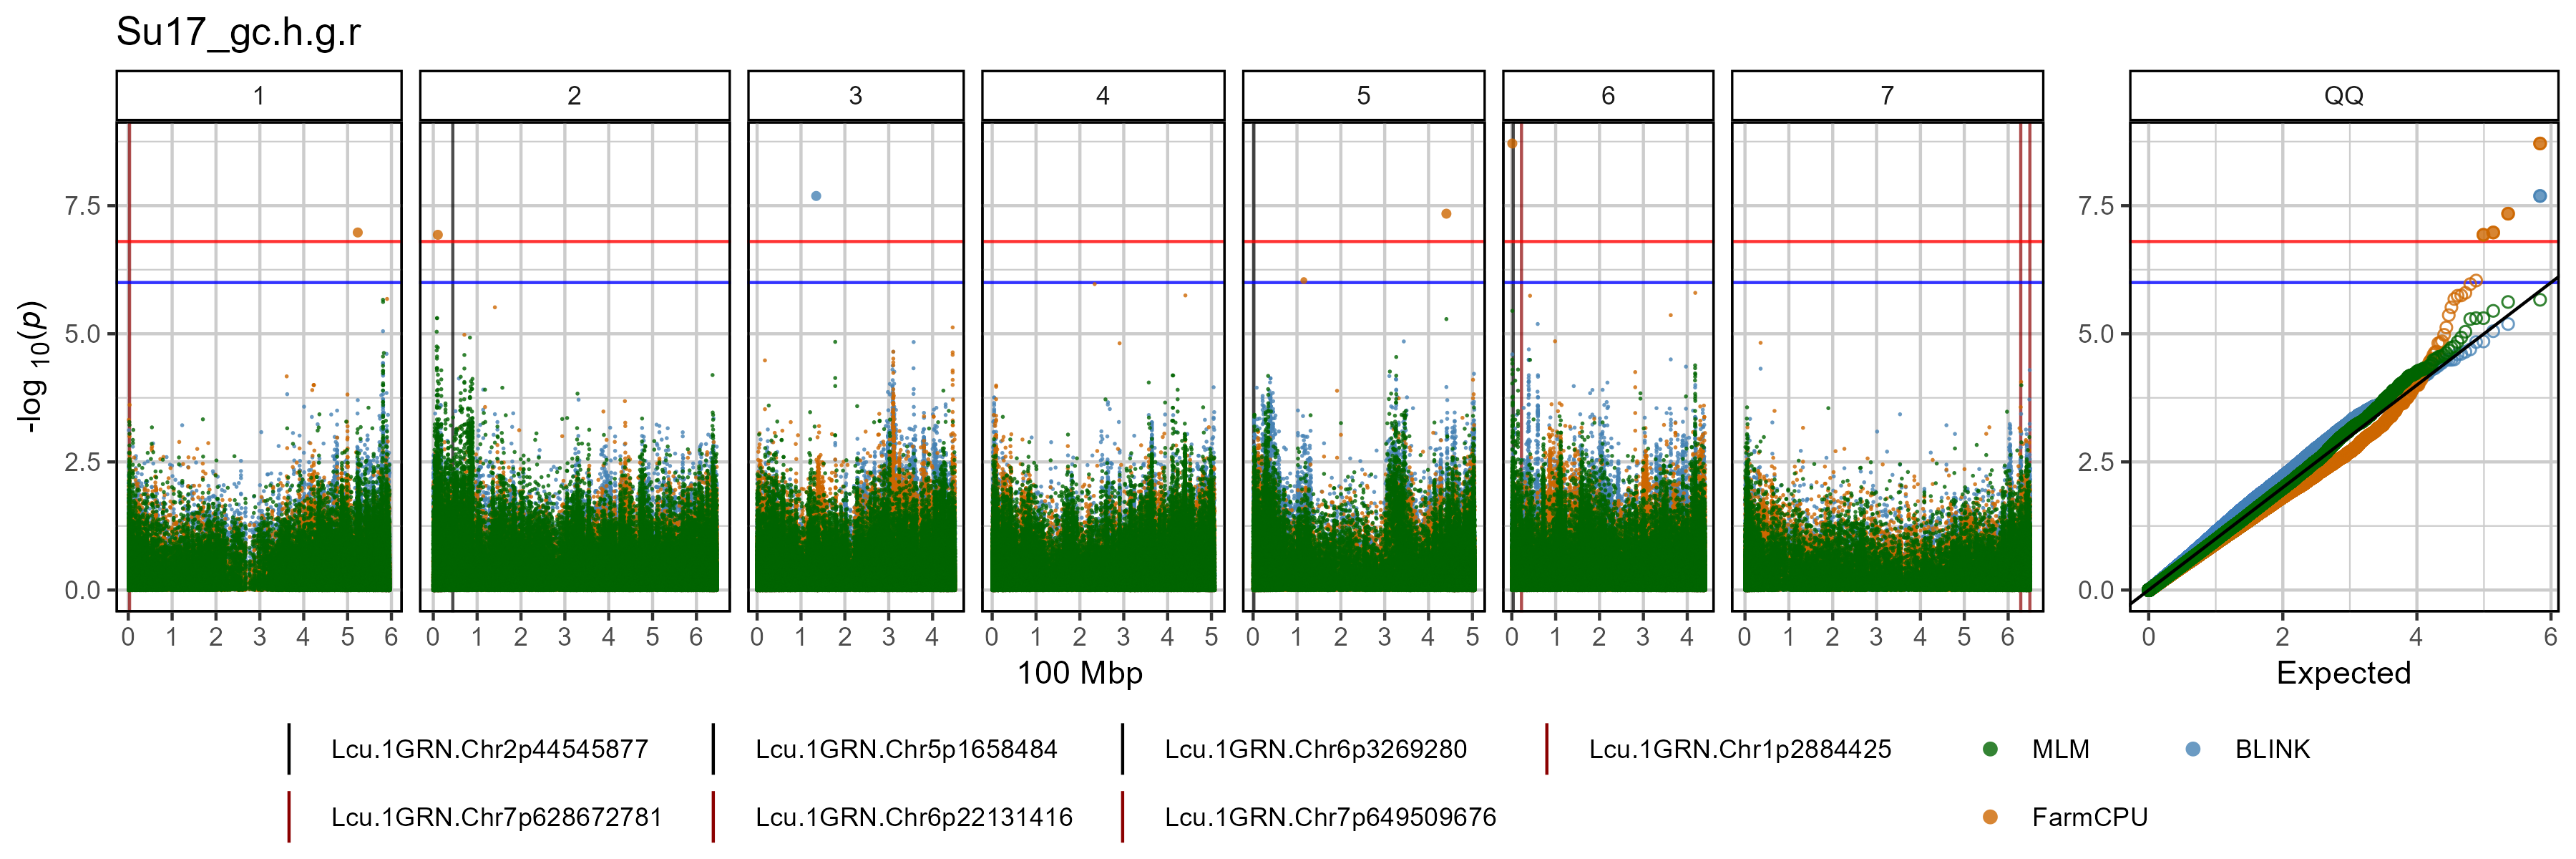 Su17_gc.h.g.r
1 2 3 4 5 6 7 QQ
7.5 7.5
5.0 5.0
2.5 2.5
0.0 0.0
-log 10(p)
0 1 2 3 4 5 6 0 1 2 3 4 5 6 0 1 2 3 4 0 1 2 3 4 5 0 1 2 3 4 5 0 1 2 3 4 0 1 2 3 4 5 6 0 2 4 6
100 Mbp Expected
Lcu.1GRN.Chr2p44545877 Lcu.1GRN.Chr5p1658484 Lcu.1GRN.Chr6p3269280 Lcu.1GRN.Chr1p2884425 MLM BLINK
Lcu.1GRN.Chr7p628672781 Lcu.1GRN.Chr6p22131416 Lcu.1GRN.Chr7p649509676 FarmCPU